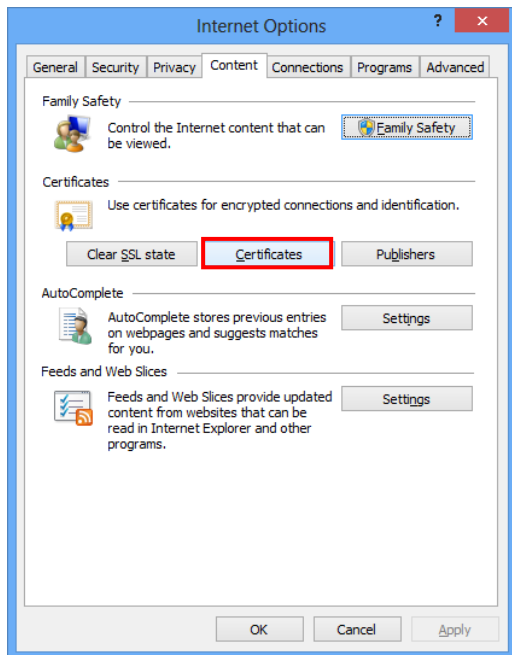 Internet Options
?
×
General Security Privacy Content Connections Programs Advanced
Family Safety
Control the Internet content that can
be viewed.
Family Safety
Certificates
Use certificates for encrypted connections and identification.
Clear SSL state
Certificates
Publishers
AutoComplete
AutoComplete stores previous entries
on webpages and suggests matches
for you.
Settings
Feeds and Web Slices
Feeds and Web Slices provide updated
content from websites that can be
read in Internet Explorer and other
programs.
Settings
OK
Cancel
Apply